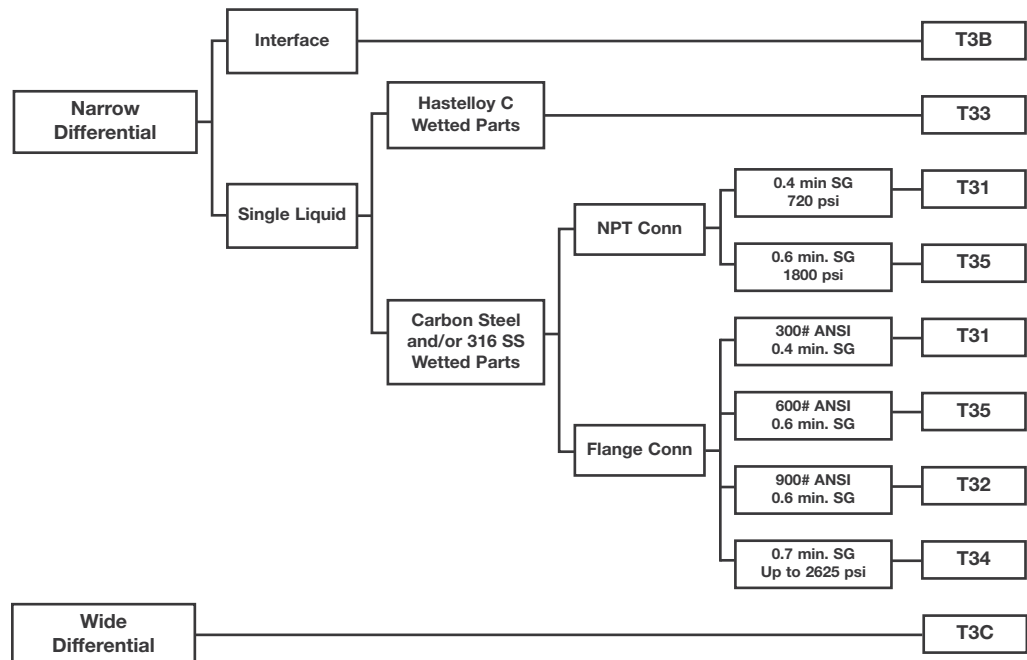 Interface
T3B
Narrow
Differential
Hastelloy C
Wetted Parts
T33
Single Liquid
0.4 min SG
720 psi
T31
NPT Conn
0.6 min. SG
1800 psi
T35
Carbon Steel
and/or 316 SS
Wetted Parts
300# ANSI
0.4 min. SG
T31
600# ANSI
0.6 min. SG
T35
Flange Conn
900# ANSI
0.6 min. SG
T32
0.7 min. SG
Up to 2625 psi
T34
Wide
Differential
T3C